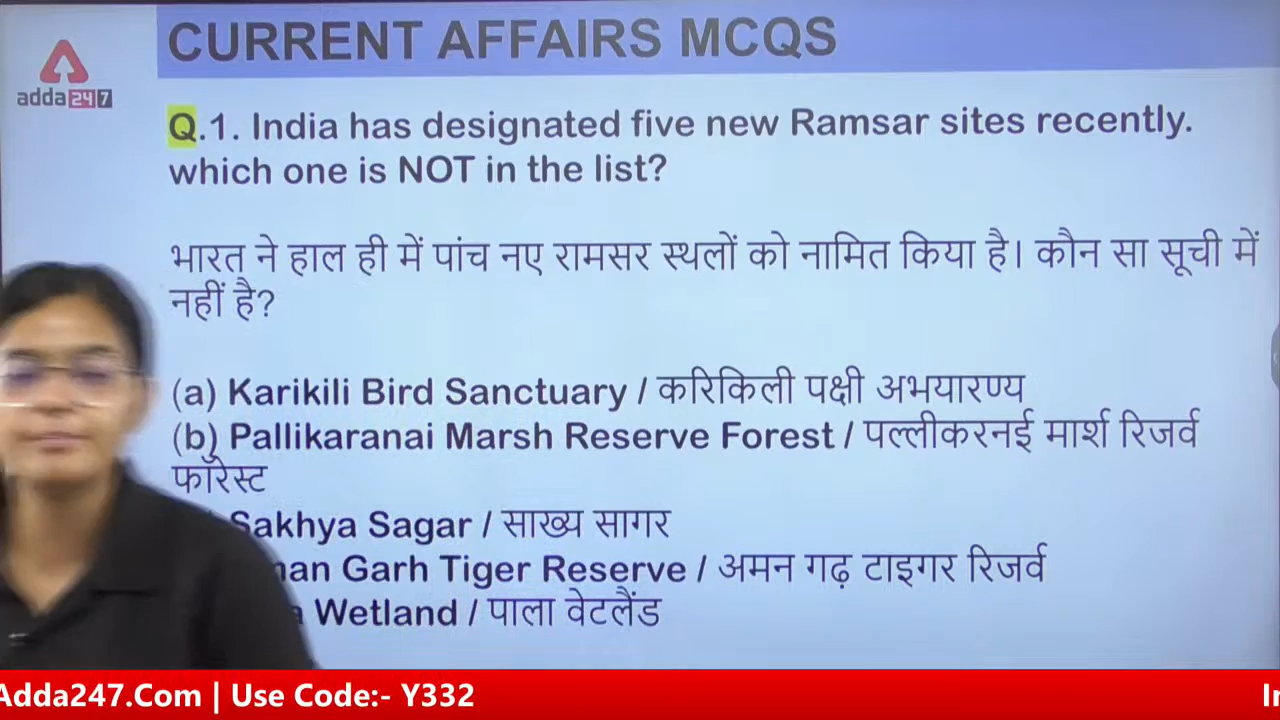 CURRENT AFFAIRS MCQS
adda247
Q.1. India has designated five new Ramsar sites recently.
which one is NOT in the list?
भारत ने हाल ही में पांच नए रामसर स्थलों को नामित किया है। कौन सा सूची में
नहीं है?
(a) Karikili Bird Sanctuary / करिकिली पक्षी अभयारण्य
(b) Pallikaranai Marsh Reserve Forest / पल्लीकरनई मार्श रिजर्व
फॉरेस्ट
Sakhya Sagar / साख्य सागर
Garh Tiger Reserve / अमन गढ़ टाइगर रिजर्व
Wetland / पाला वेटलैंड
Adda247.Com | Use Code:- Y332